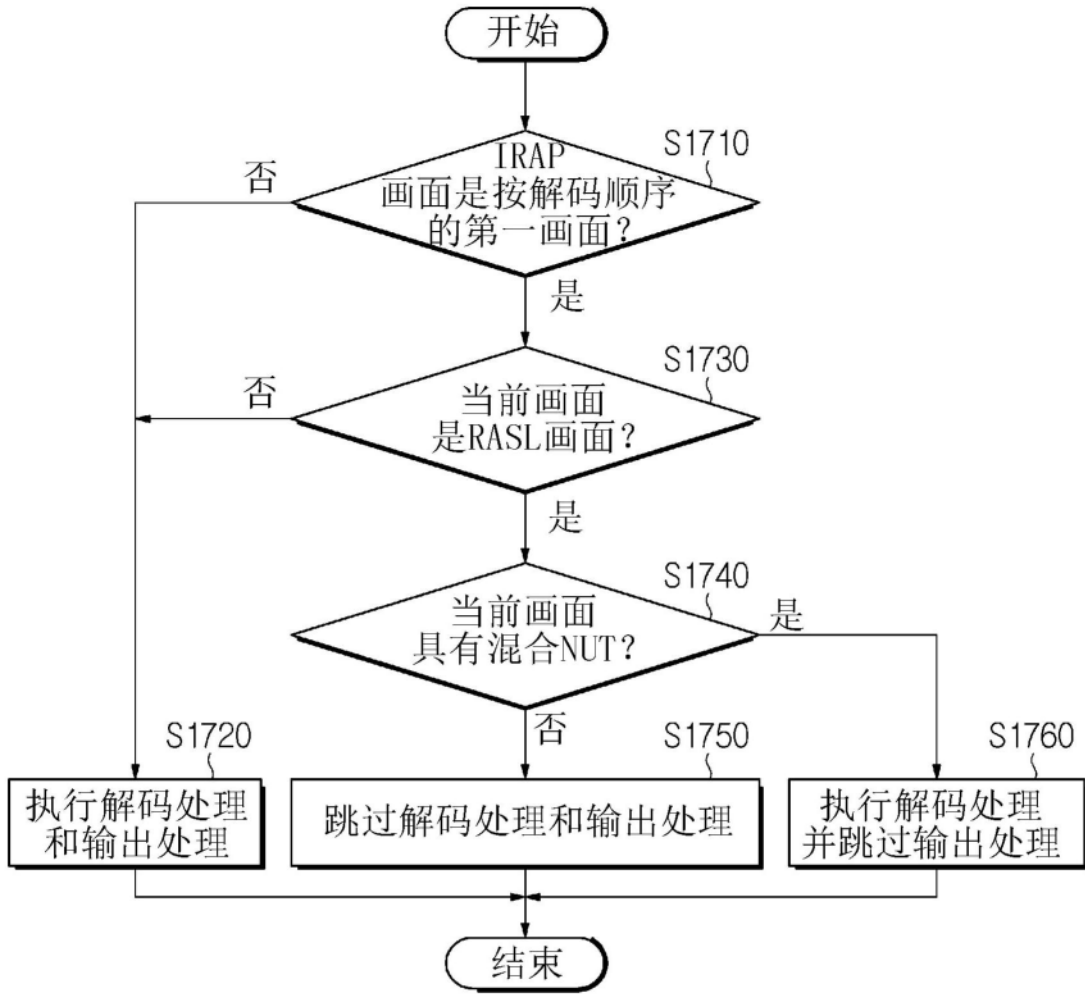 开始
S1710
IRAP
画面是按解码顺序
的第一画面?
否
是
S1730
当前画面
是RASL画面?
否
是
S1740
当前画面
具有混合NUT?
是
否
S1720
执行解码处理
和输出处理
S1750
跳过解码处理和输出处理
S1760
执行解码处理
并跳过输出处理
结束